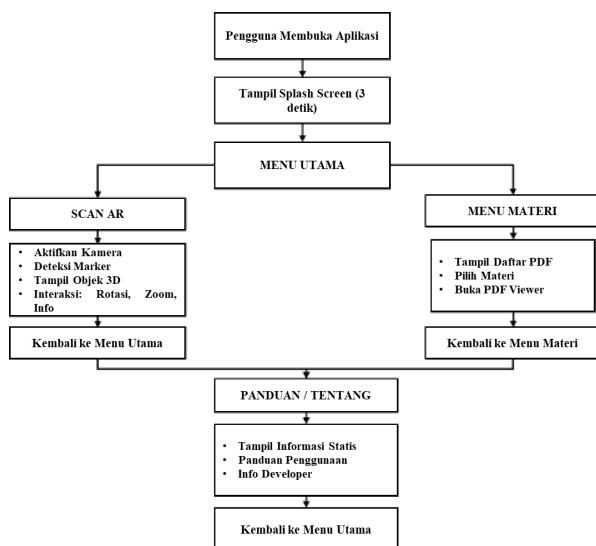 Pengguna Membuka Aplikasi
Tampil Splash Screen (3
detik)
MENU UTAMA
SCAN AR
• Aktifkan Kamera
• Deteksi Marker
• Tampil Objek 3D
• Interaksi: Rotasi, Zoom,
Info
Kembali ke Menu Utama
MENU MATERI
• Tampil Daftar PDF
• Pilih Materi
• Buka PDF Viewer
Kembali ke Menu Materi
PANDUAN / TENTANG
• Tampil Informasi Statis
• Panduan Penggunaan
• Info Developer
Kembali ke Menu Utama